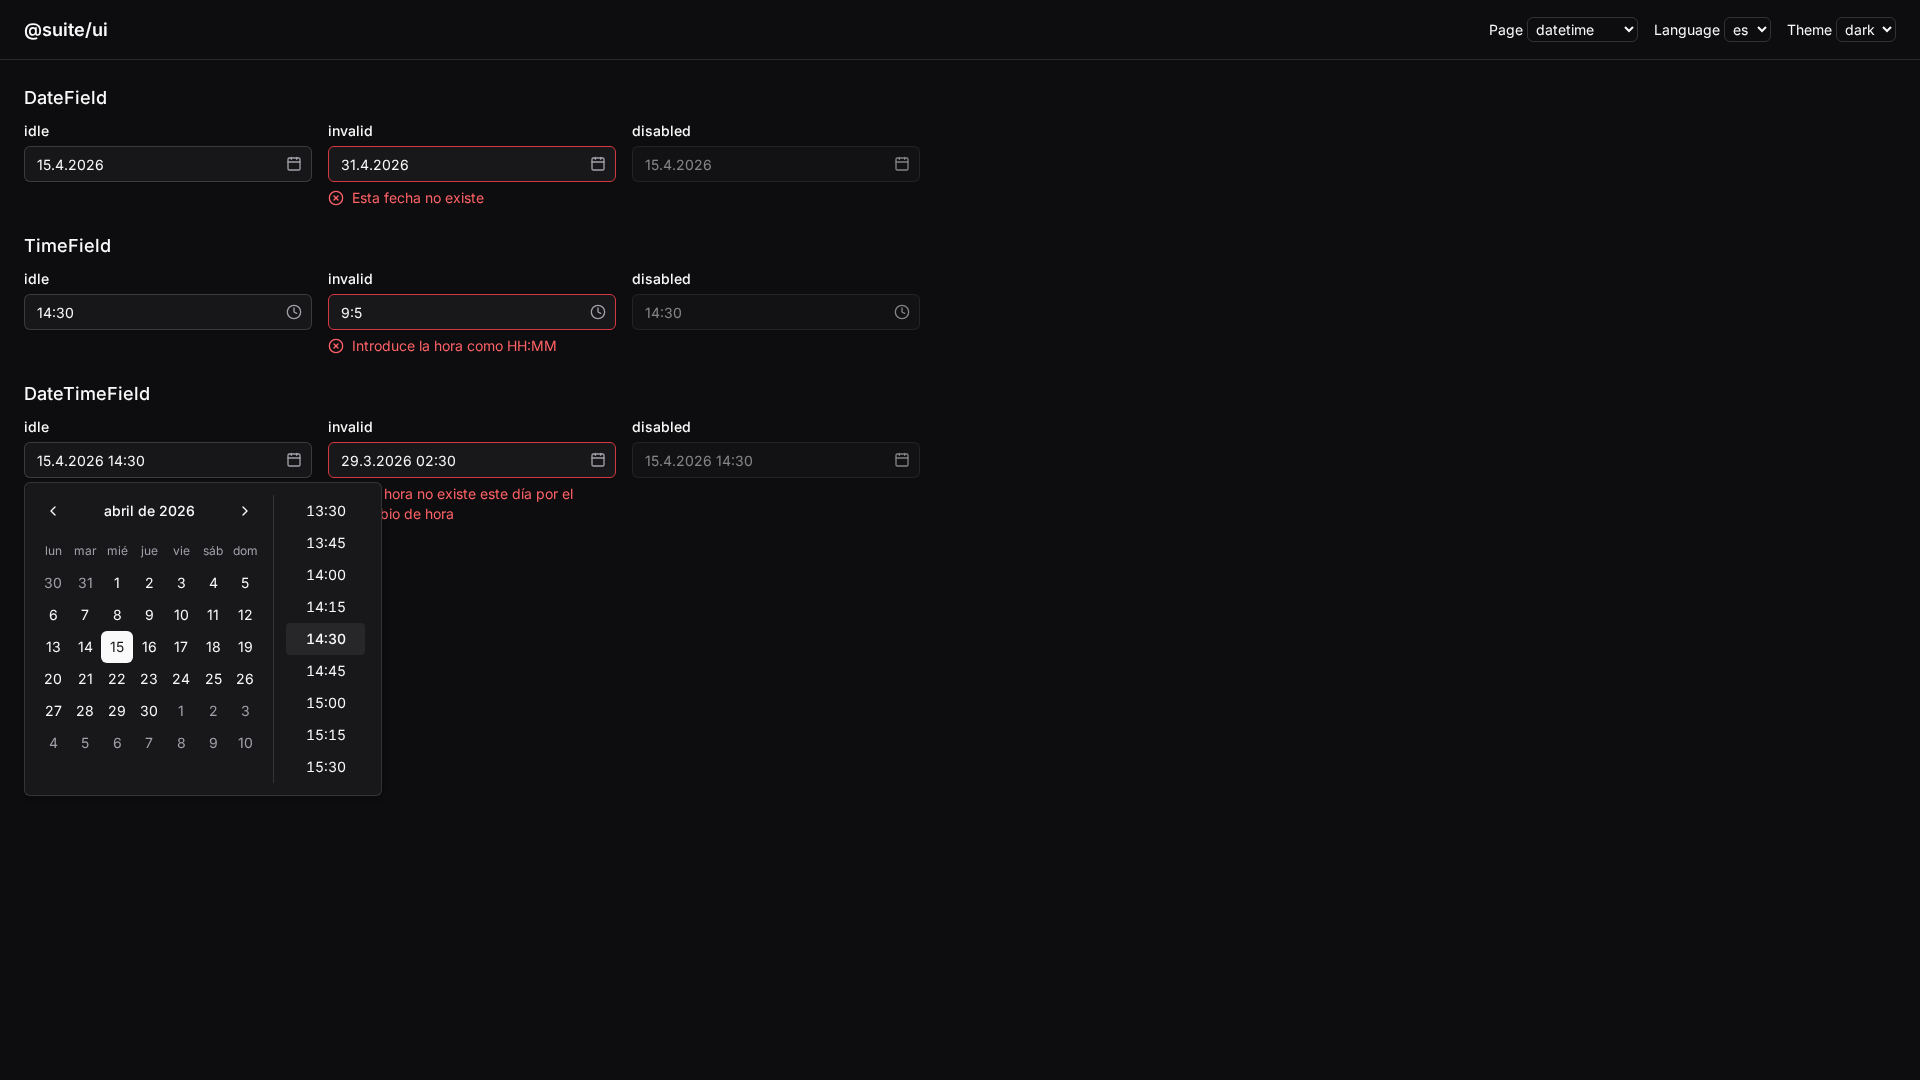 @suite/ui
Page datetime Language es Theme dark
DateField
idle invalid disabled
15.4.2026 31.4.2026 15.4.2026
Esta fecha no existe
TimeField
idle invalid disabled
14:30 9:5 14:30
Introduce la hora como HH:MM
DateTimeField
idle invalid disabled
15.4.2026 14:30 29.3.2026 02:30 15.4.2026 14:30
hora no existe este día por el
bio de hora
abril de 2026
lun mar mié jue vie sáb dom
30 31 1 2 3 4 5
6 7 8 9 10 11 12
13 14 15 16 17 18 19
20 21 22 23 24 25 26
27 28 29 30 1 2 3
4 5 6 7 8 9 10
13:30
13:45
14:00
14:15
14:30
14:45
15:00
15:15
15:30